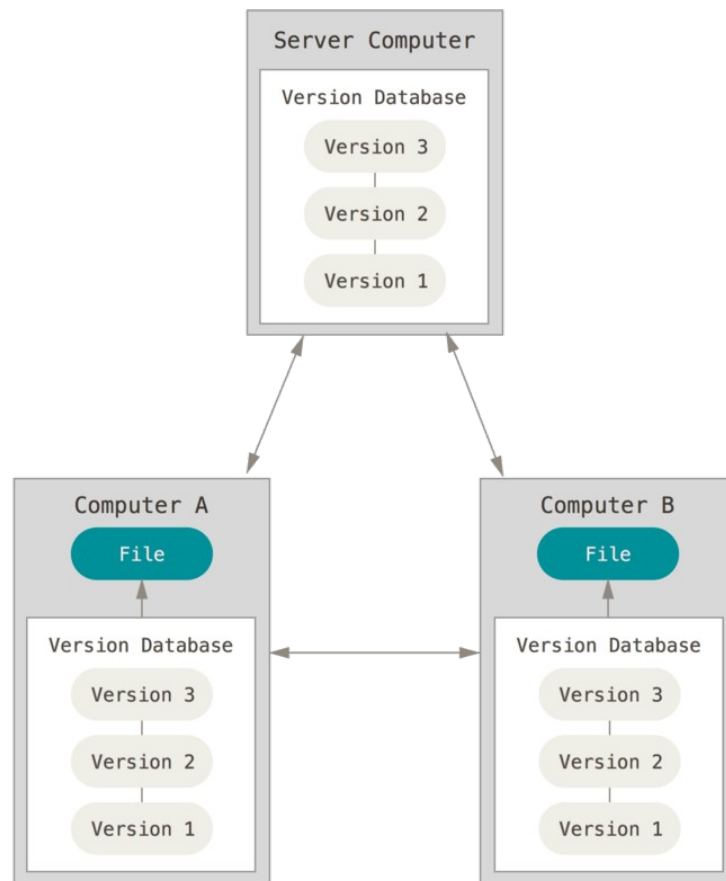 Server Computer
Version Database
Version 3
Version 2
Version 1
Computer A
File
Version Database
Version 3
Version 2
Version 1
Computer B
File
Version Database
Version 3
Version 2
Version 1